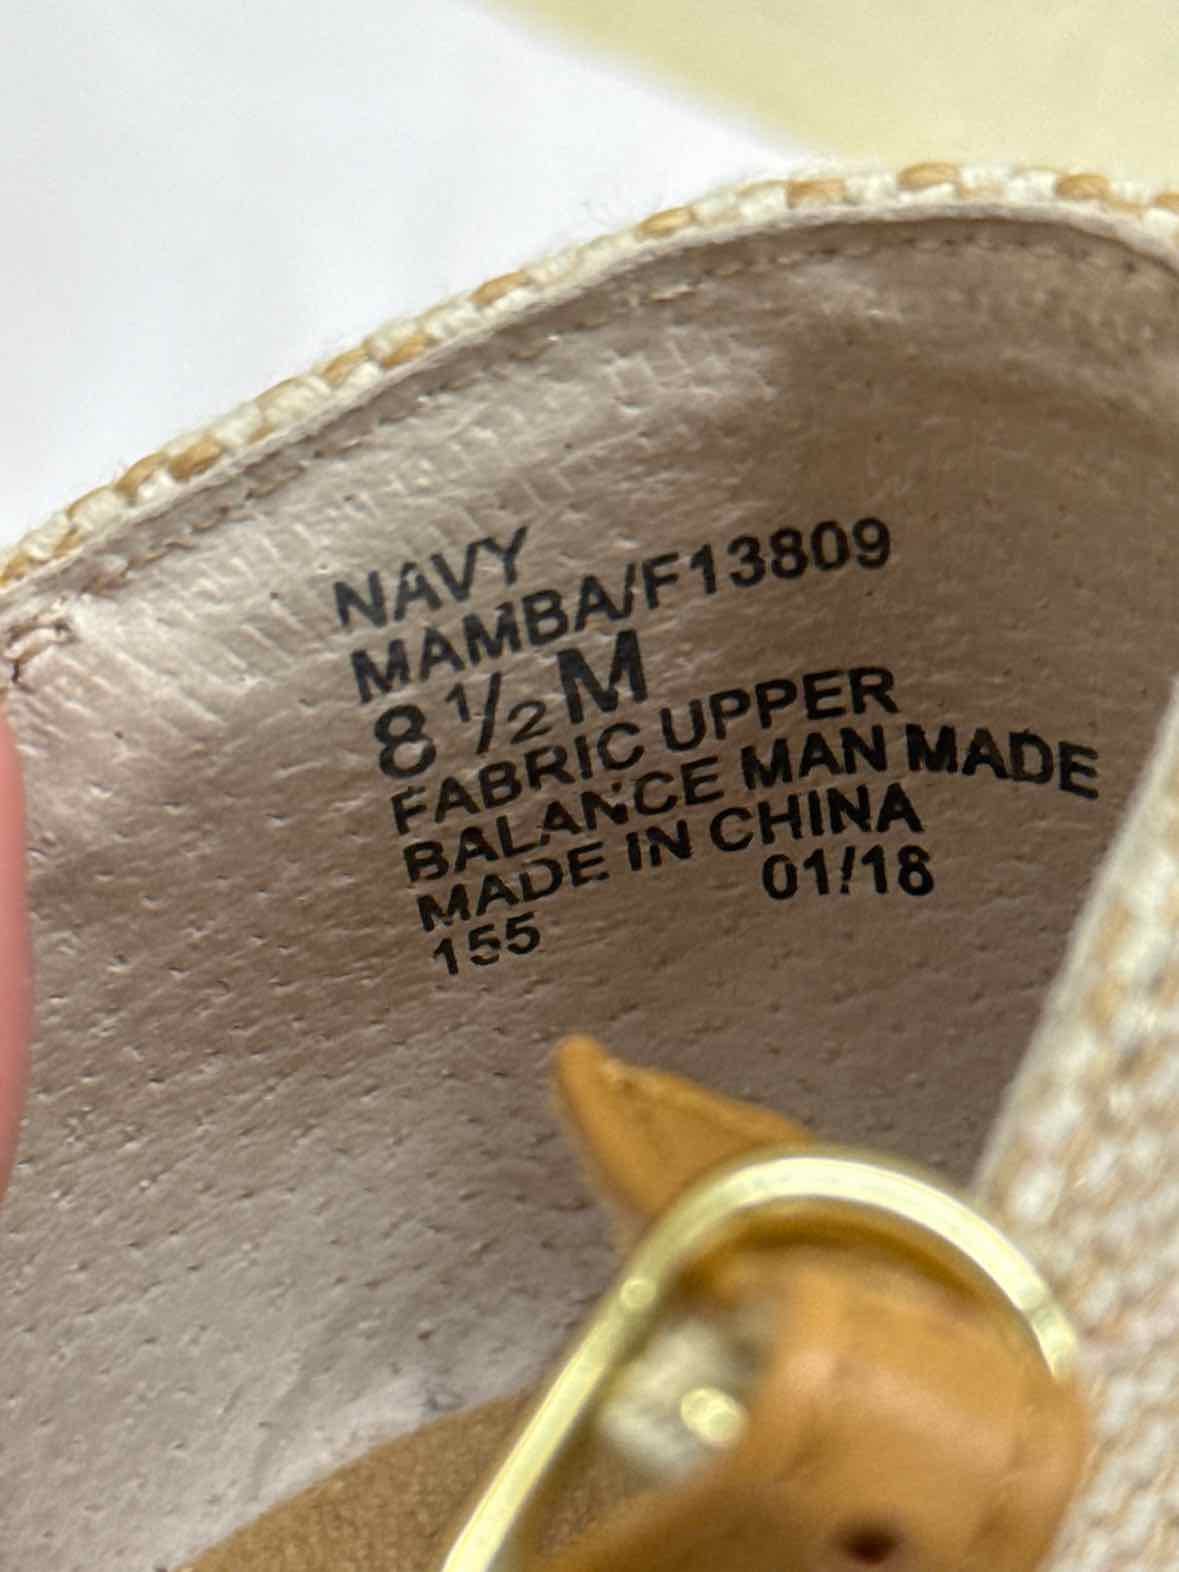 NAVY
MAMBA/F13809
8 ½ M
FABRIC UPPER
BALANCE MAN MADE
MADE IN CHINA
01/18
155